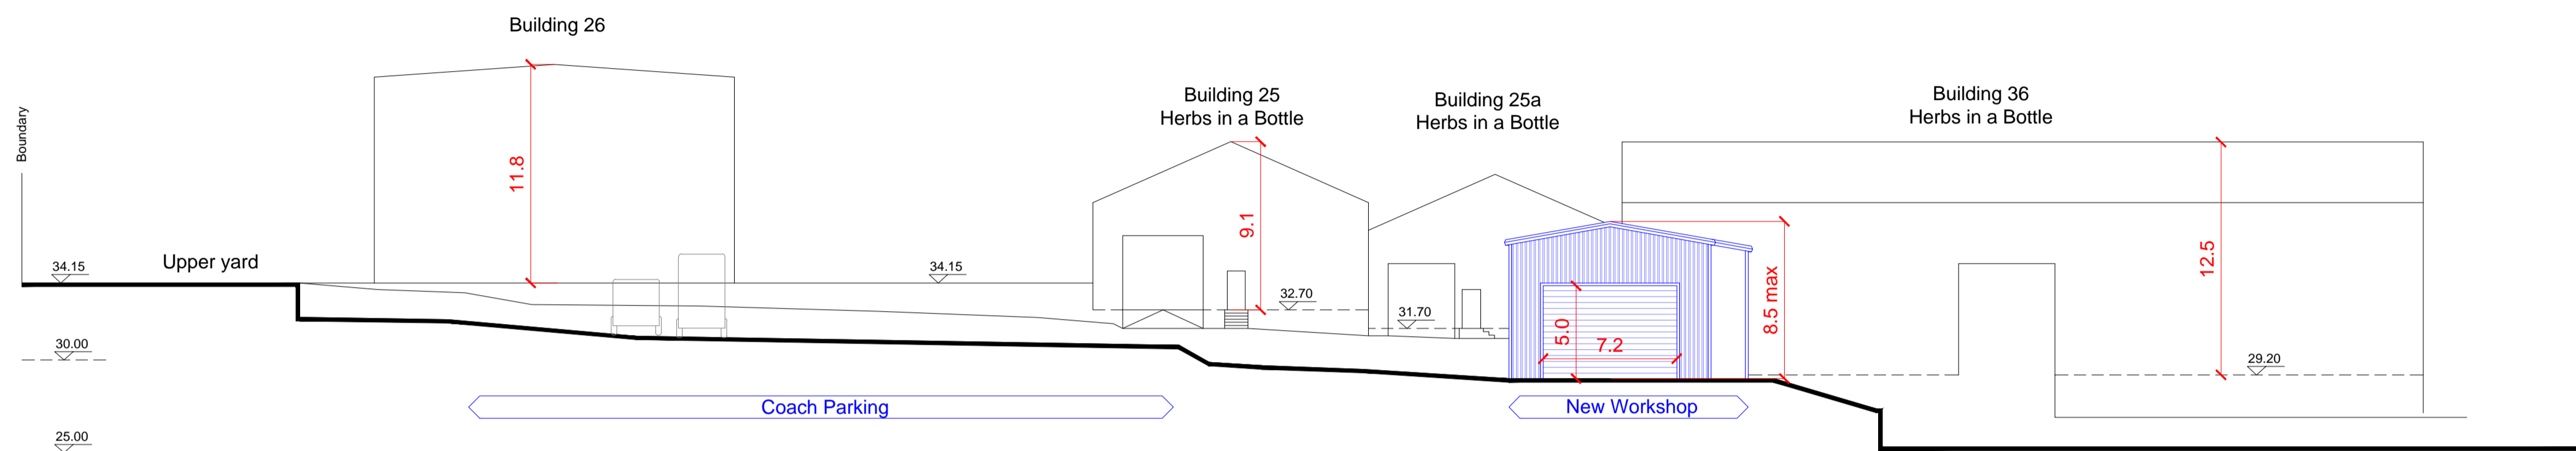 Building 26
Building 25
Herbs in a Bottle
Building 25a
Herbs in a Bottle
Building 36
Herbs in a Bottle
Boundary
11.8
9.1
12.5
8.5 max
Upper yard
34.15
34.15
32.70
31.70
5.0
7.2
30.00
29.20
Coach Parking
New Workshop
25.00